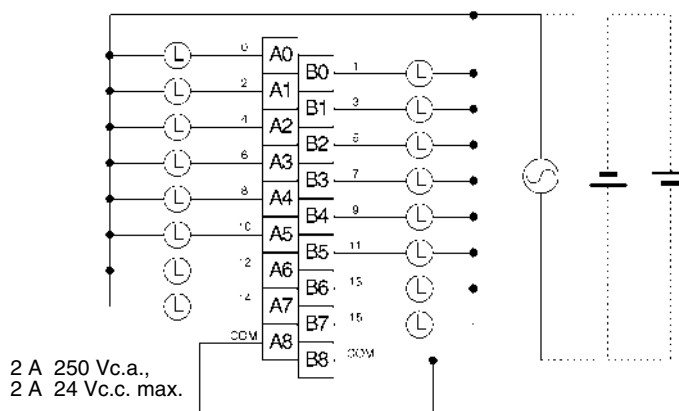 L 0 A0
B0 1 L
L 2 A1
B1 3 L
L 4 A2
B2 5 L
L 6 A3
B3 7 L
L 8 A4
B4 9 L
L 10 A5
B5 11 L
L 12 A6
B6 13 L
L 14 A7
B7 15 L
COM A8
B8 COM
2 A 250 Vc.a.,
2 A 24 Vc.c. max.